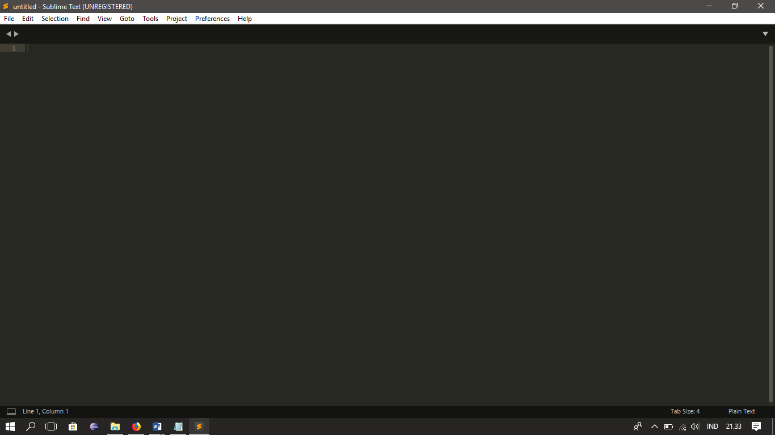 untitled - Sublime Text (UNREGISTERED)
File Edit Selection Find View Goto Tools Project Preferences Help
1
Line 1, Column 1 Tab Size: 4 Plain Text
IND 21.33